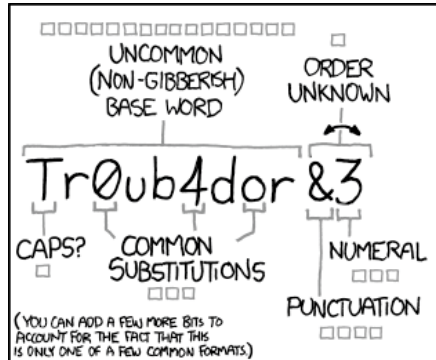 UNCOMMON
(NON-GIBBERISH)
BASE WORD
ORDER
UNKNOWN
Tr0ub4dor &3
CAPS?
COMMON
SUBSTITUTIONS
NUMERAL
PUNCTUATION
(YOU CAN ADD A FEW MORE BITS TO
ACCOUNT FOR THE FACT THAT THIS
IS ONLY ONE OF A FEW COMMON FORMATS.)